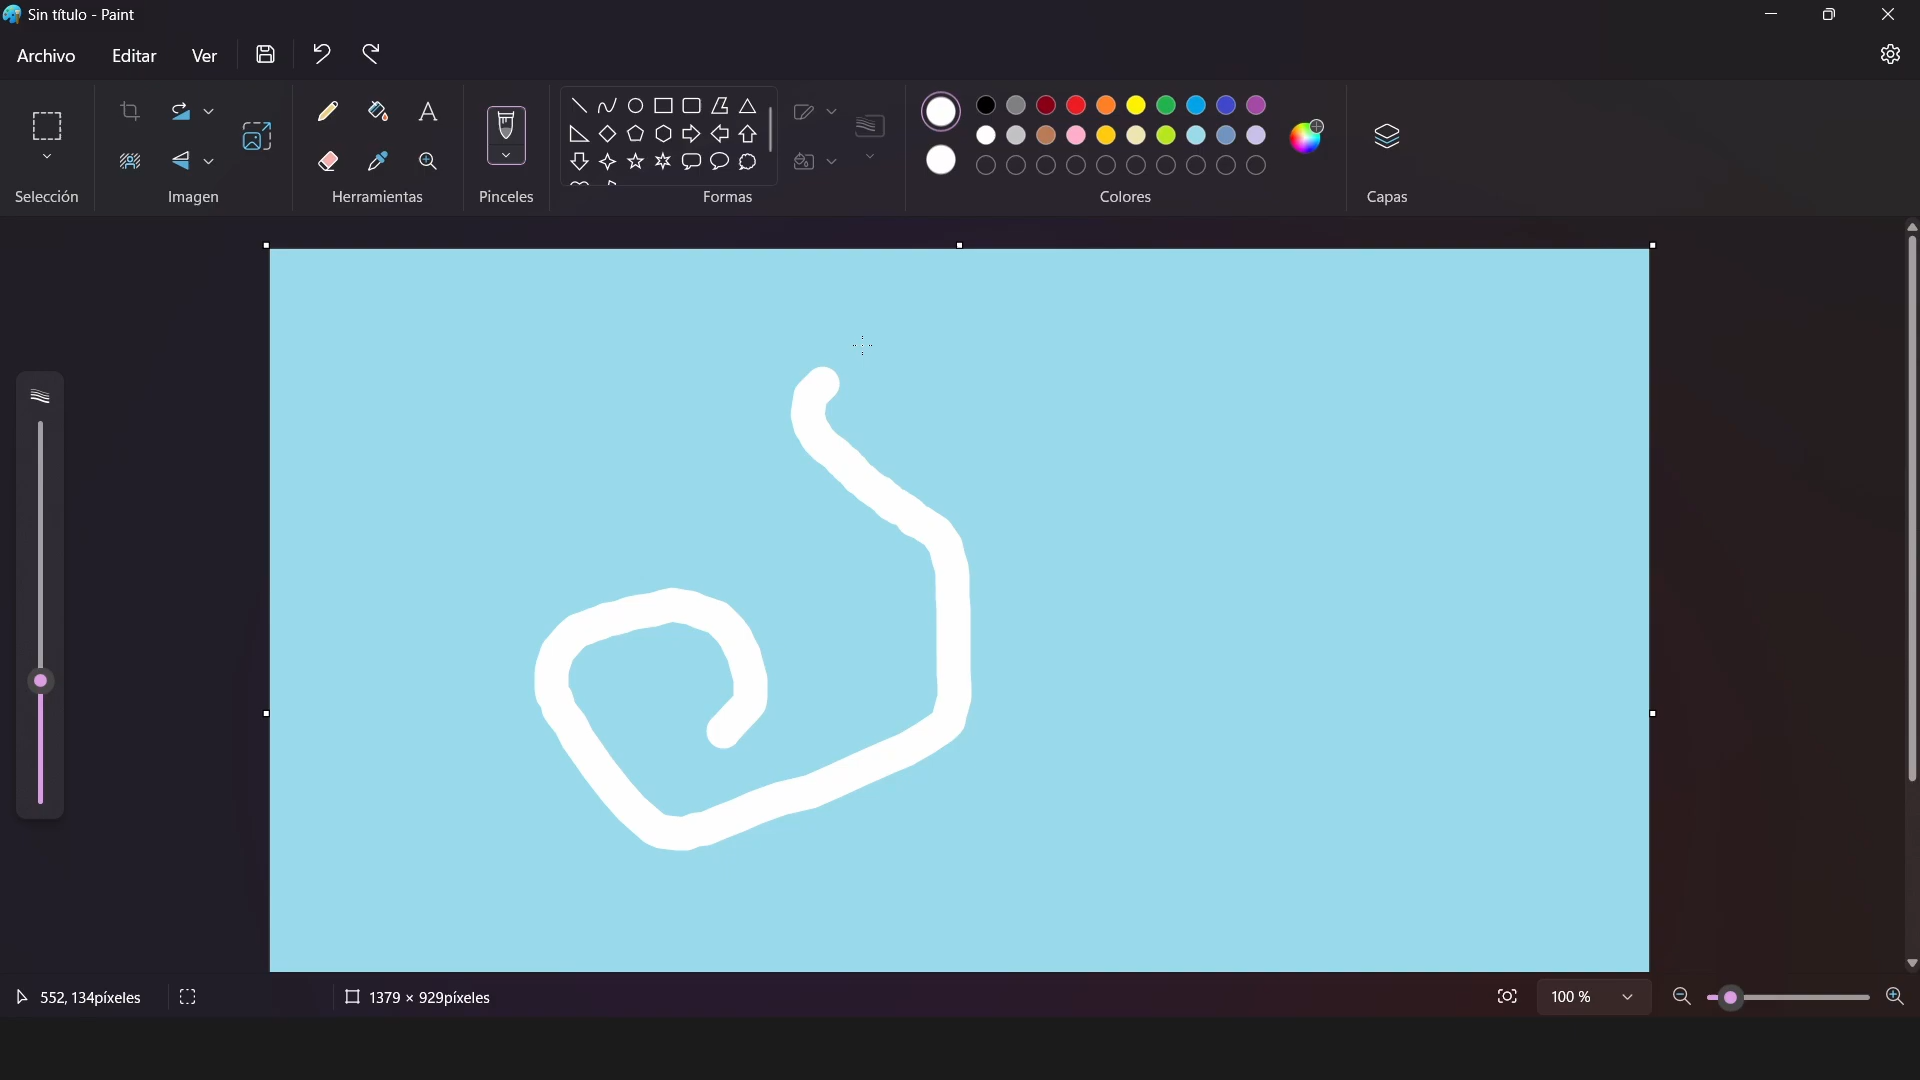 Sin título - Paint
Archivo Editar Ver
Selección Imagen Herramientas Pinceles Formas Colores Capas
552, 134píxeles 1379 × 929píxeles 100 %